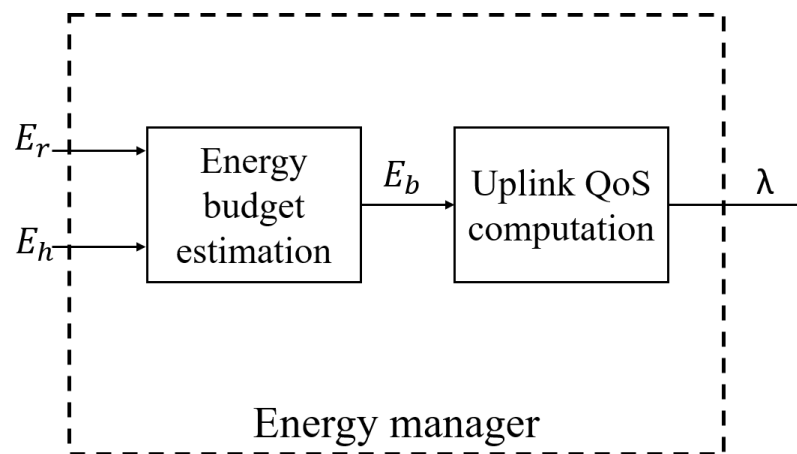 E_r
E_h
Energy
budget
estimation
E_b
Uplink QoS
computation
λ
Energy manager